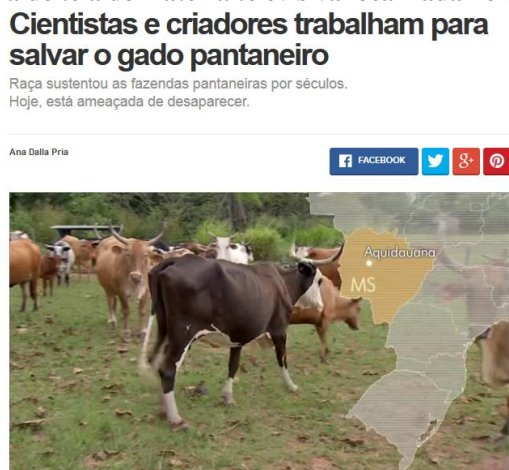 Cientistas e criadores trabalham para
salvar o gado pantaneiro
Raça sustentou as fazendas pantaneiras por séculos.
Hoje, está ameaçada de desaparecer.
Ana Dalla Pria
FACEBOOK
Aquidauana
MS